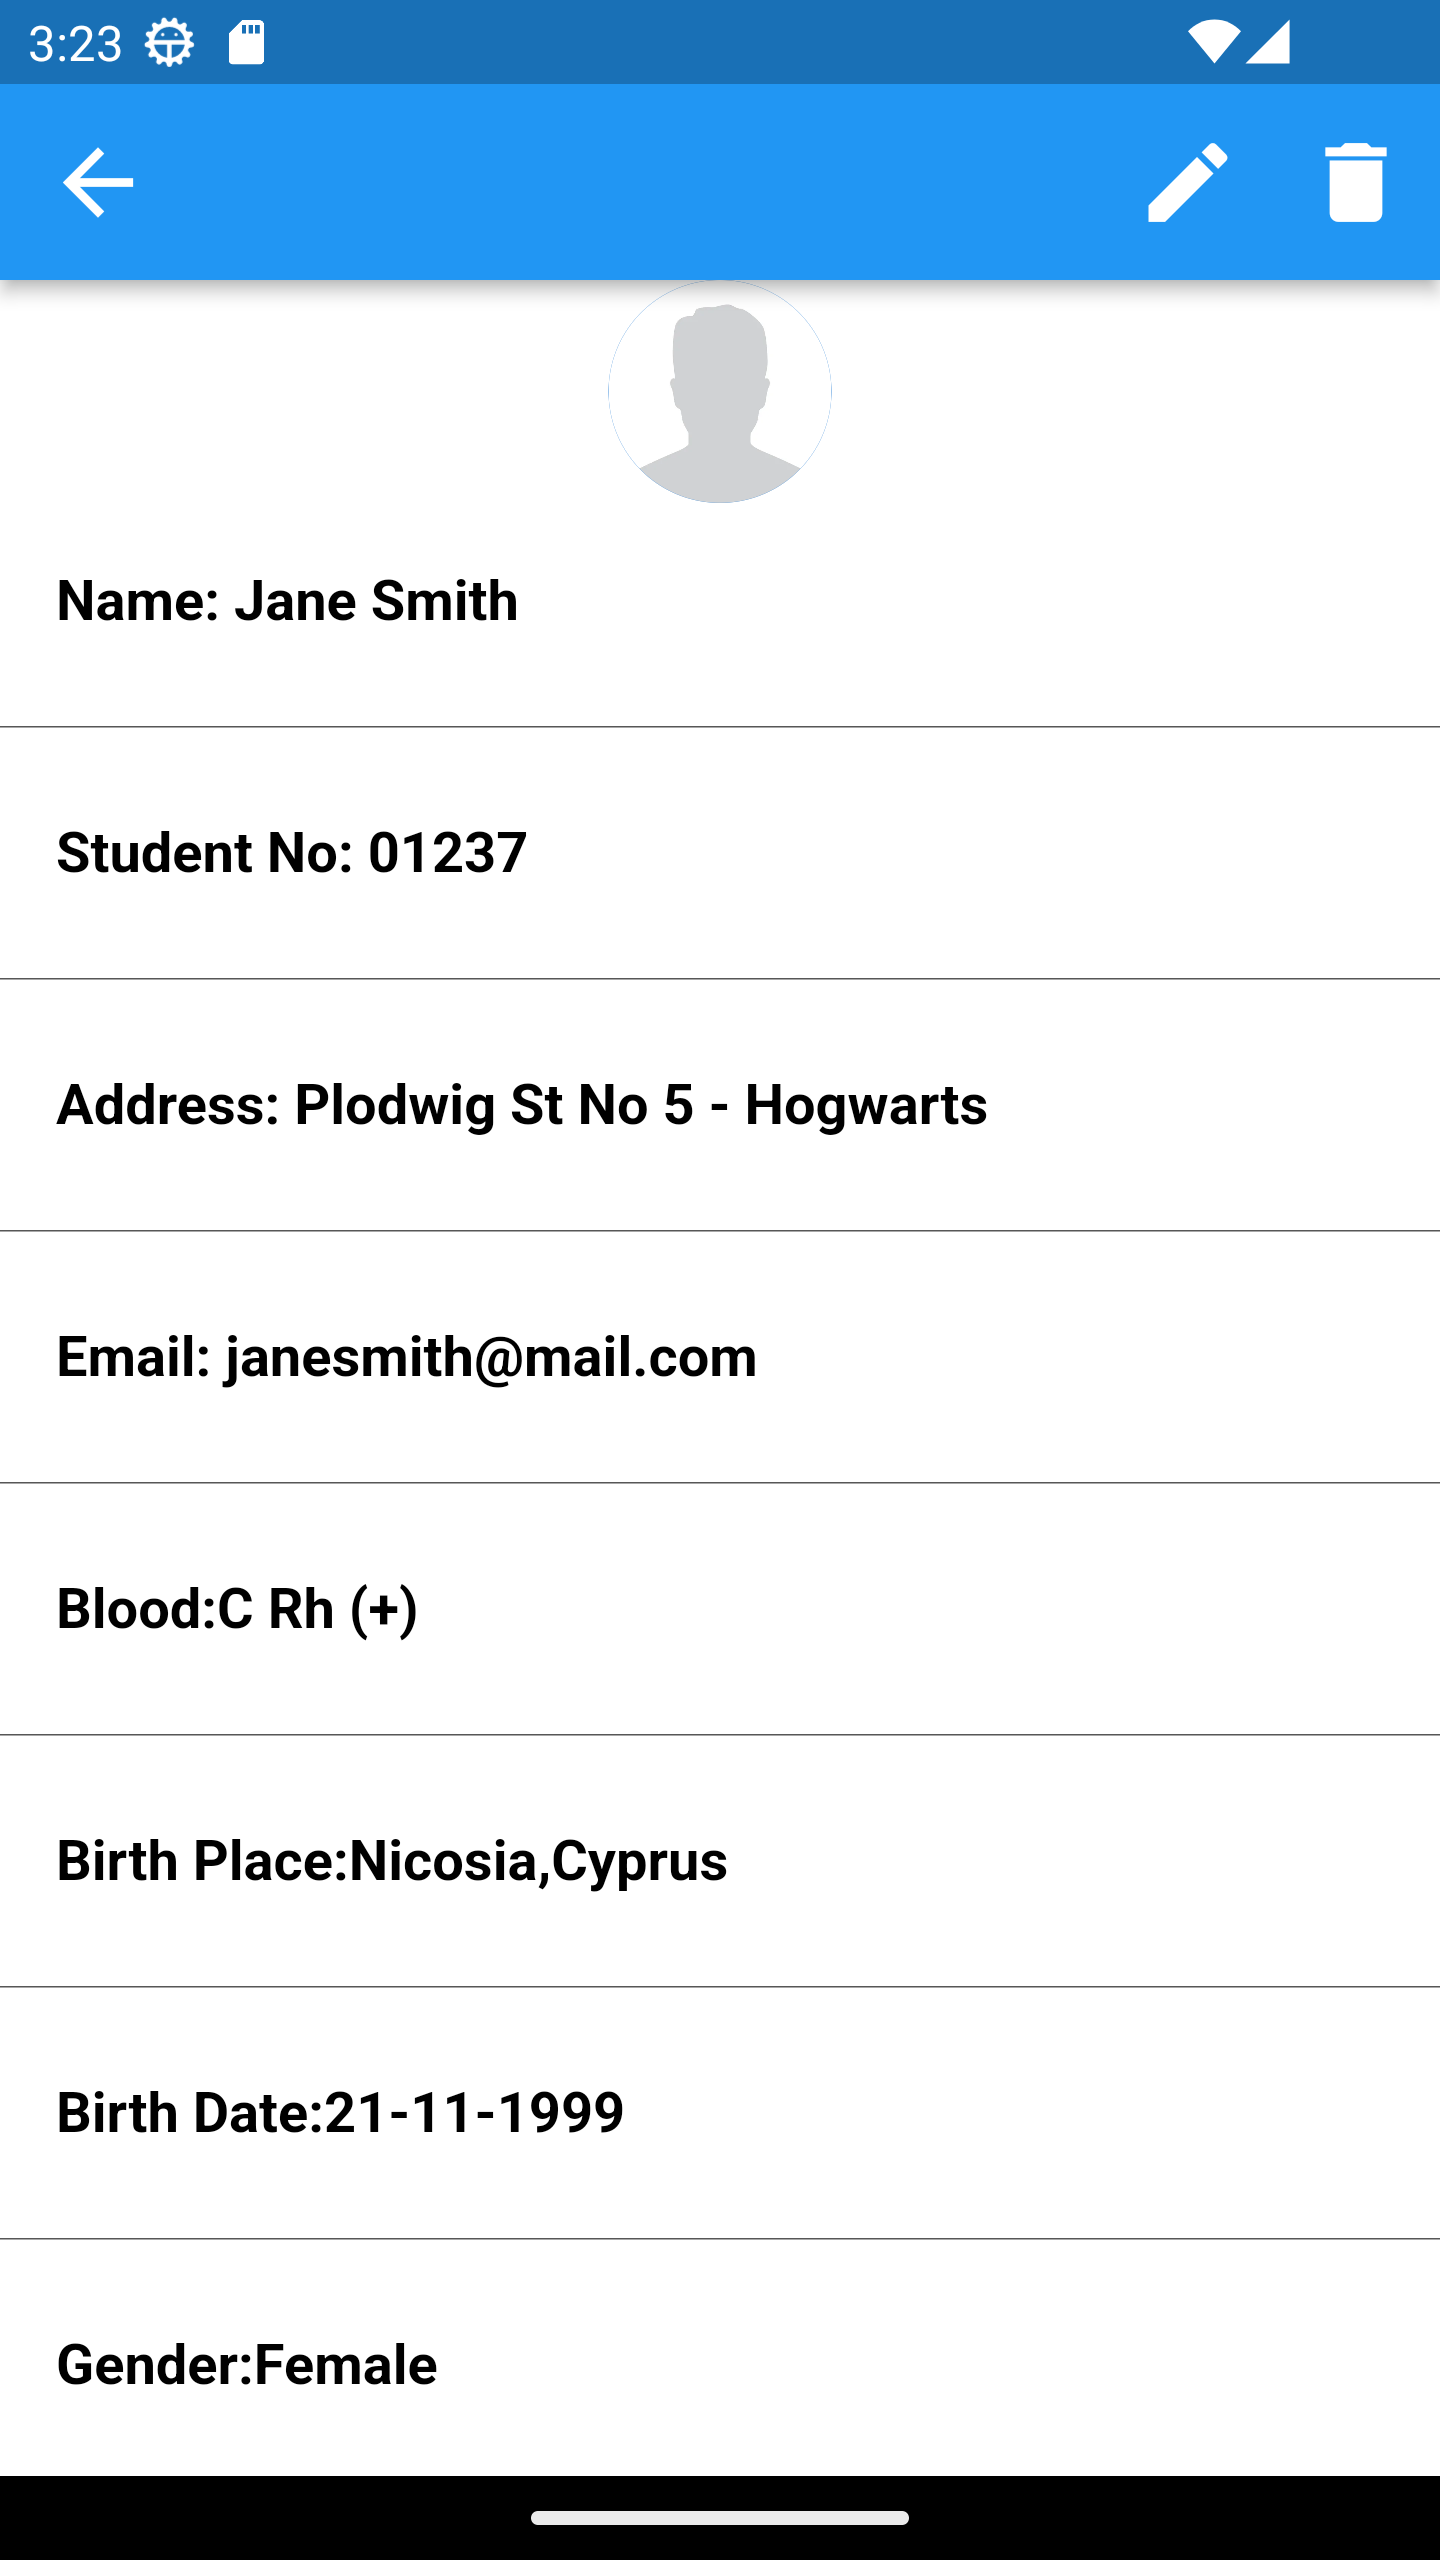 3:23
Name: Jane Smith
Student No: 01237
Address: Plodwig St No 5 - Hogwarts
Email: janesmith@mail.com
Blood:C Rh (+)
Birth Place:Nicosia,Cyprus
Birth Date:21-11-1999
Gender:Female